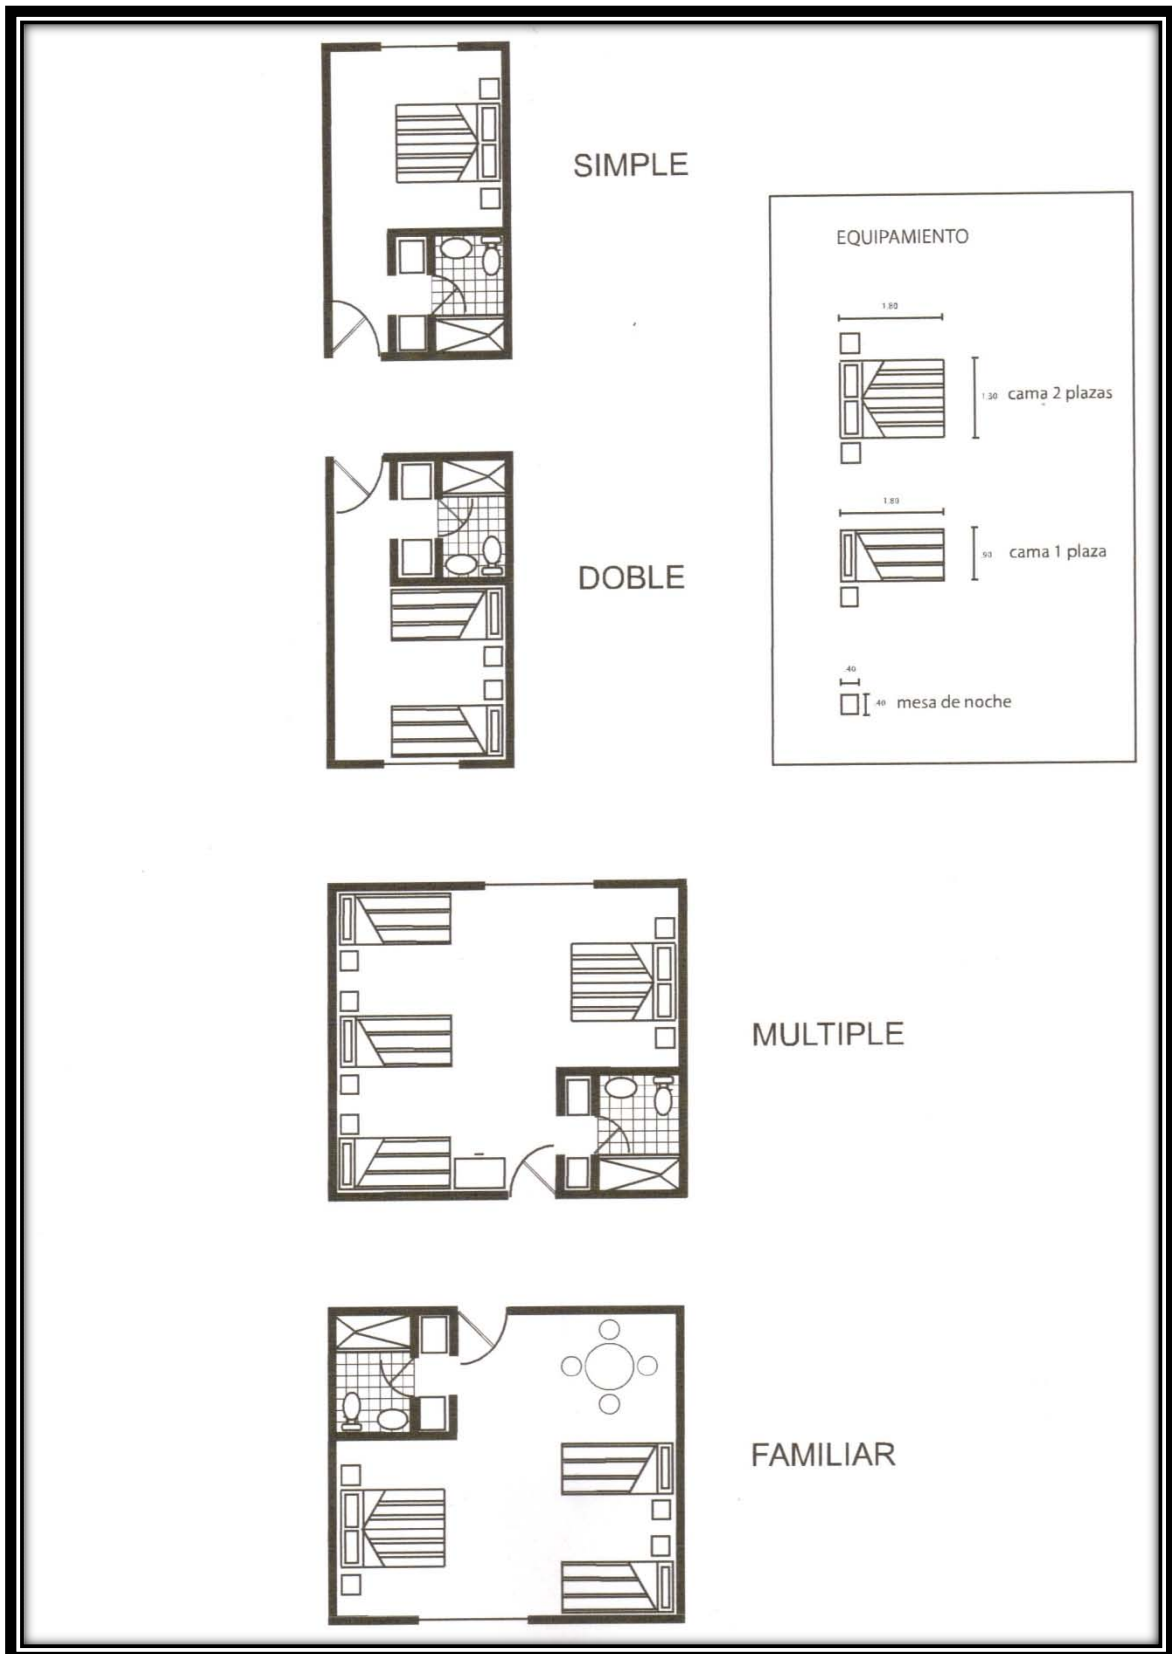 SIMPLE
EQUIPAMIENTO
1.80
1.30 cama 2 plazas
1.80
.90 cama 1 plaza
DOBLE
.40
.40 mesa de noche
MULTIPLE
FAMILIAR